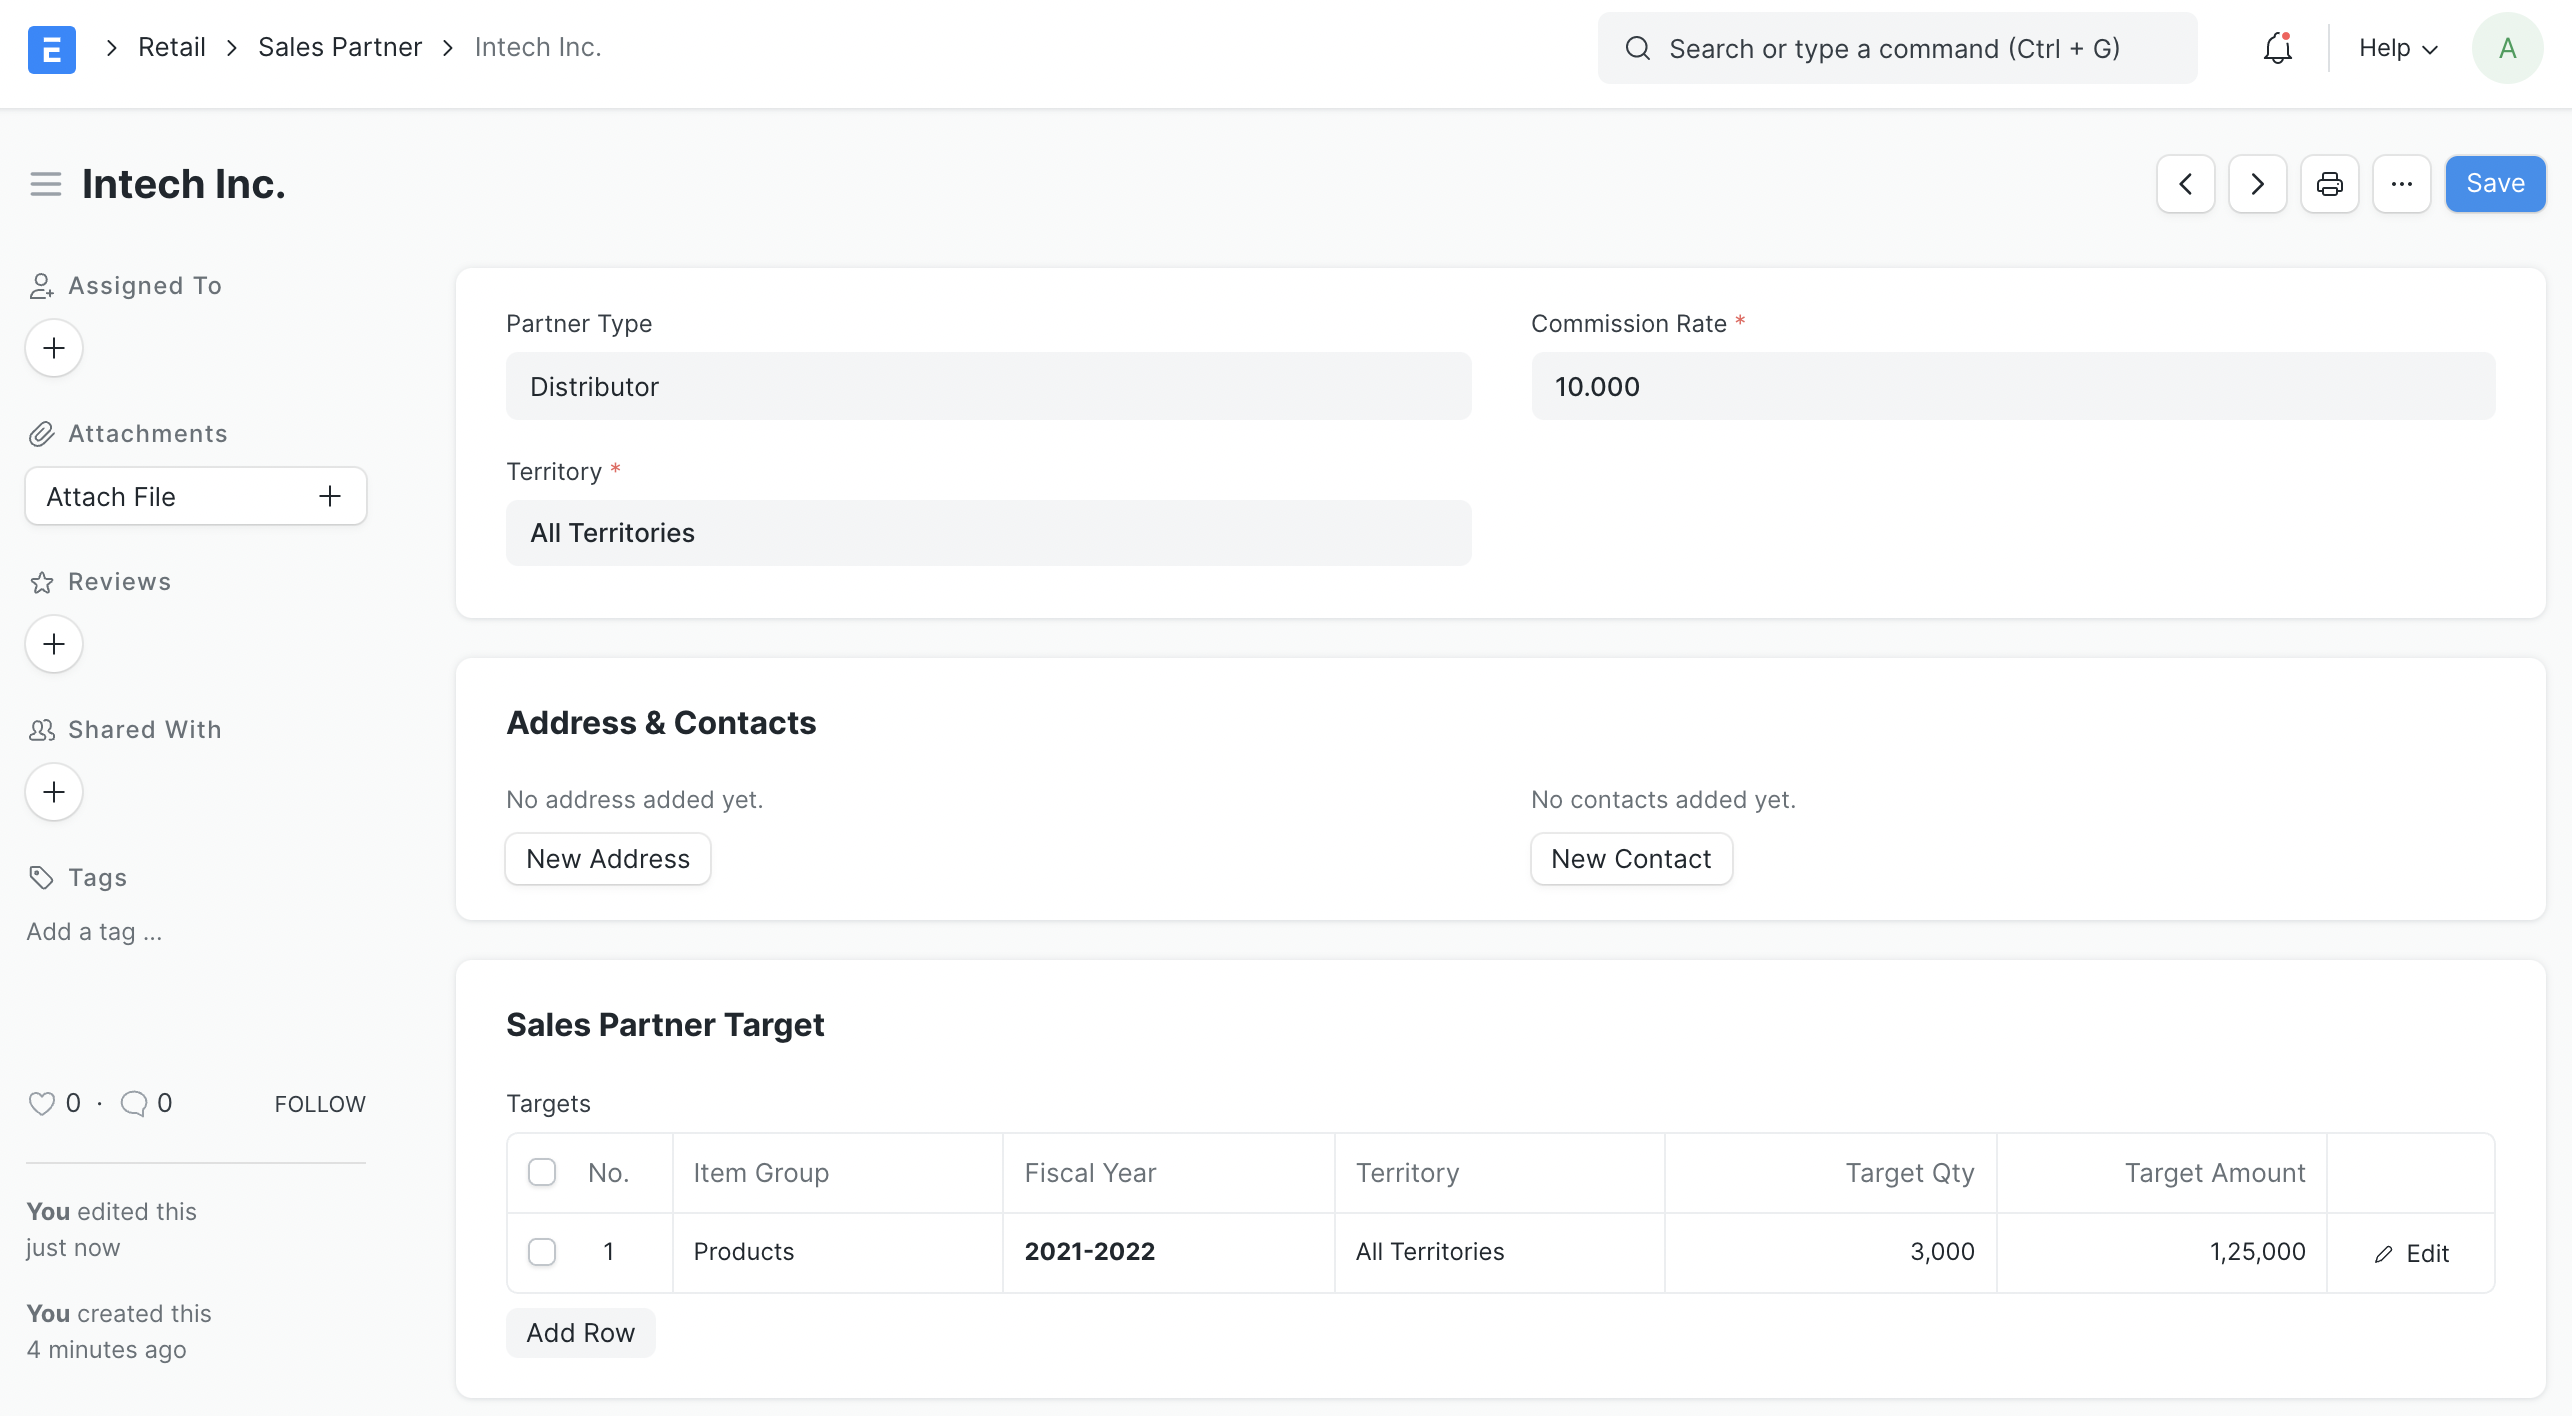 E
Retail
Sales Partner
Intech Inc.
Search or type a command (Ctrl + G)
Help
A
Intech Inc.
...
Save
Assigned To
Attachments
Attach File
Reviews
Shared With
Tags
Add a tag ...
0 · 0 FOLLOW
You edited this
just now
You created this
4 minutes ago
Partner Type
Distributor
Commission Rate *
10.000
Territory *
All Territories
Address & Contacts
No address added yet.
New Address
No contacts added yet.
New Contact
Sales Partner Target
Targets
No. Item Group Fiscal Year Territory Target Qty Target Amount
1 Products 2021-2022 All Territories 3,000 1,25,000 Edit
Add Row